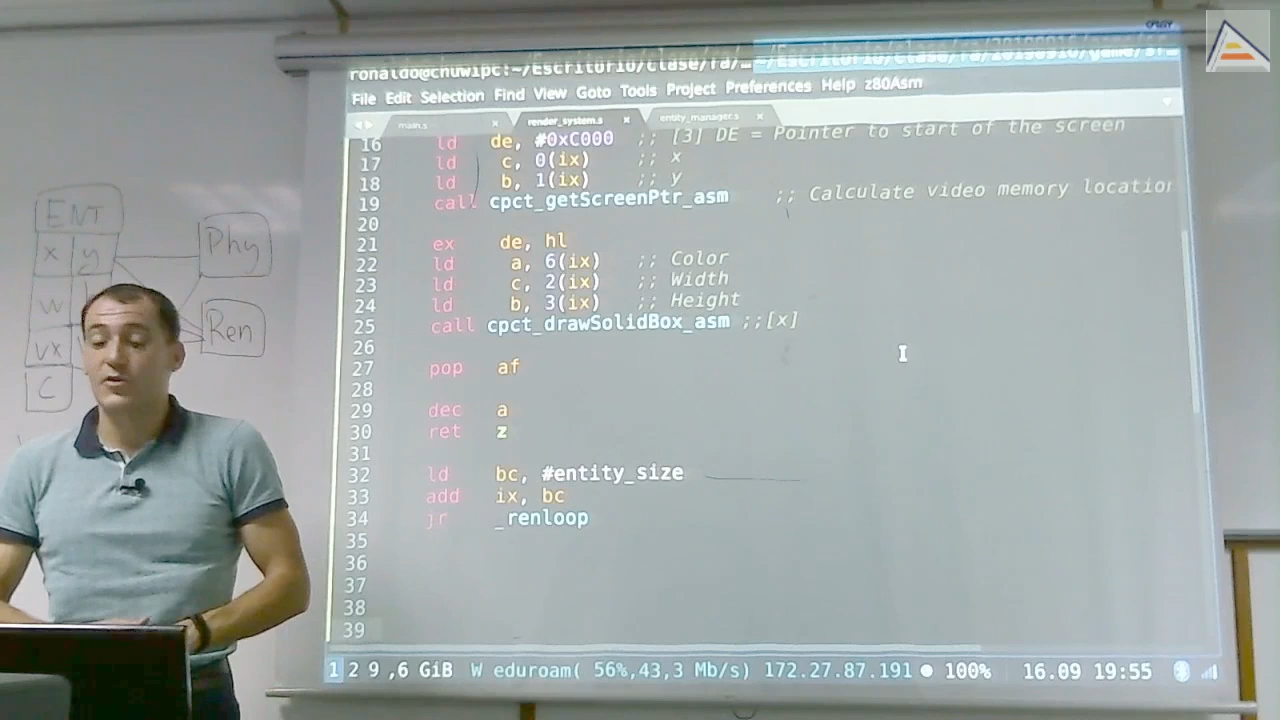 ronaldo@chuwipc:~/Escritorio/Clase/ra/…~/Escritorio/Clase/ra/20190916/game/sr…
File Edit Selection Find View Goto Tools Project Preferences Help z80Asm
main.s × render_system.s × entity_manager.s ×
16 ld de, #0xC000 ;; [3] DE = Pointer to start of the screen
17 ld c, 0(ix) ;; x
18 ld b, 1(ix) ;; y
19 call cpct_getScreenPtr_asm ;; Calculate video memory location
20
21 ex de, hl
22 ld a, 6(ix) ;; Color
23 ld c, 2(ix) ;; Width
24 ld b, 3(ix) ;; Height
25 call cpct_drawSolidBox_asm ;;[x]
26
27 pop af
28
29 dec a
30 ret z
31
32 ld bc, #entity_size
33 add ix, bc
34 jr _renloop
35
36
37
38
39
1 2 9,6 GiB W eduroam( 56%,43,3 Mb/s) 172.27.87.191 ● 100% 16.09 19:55
ENT
x y
w
vx
C
Phy
Ren